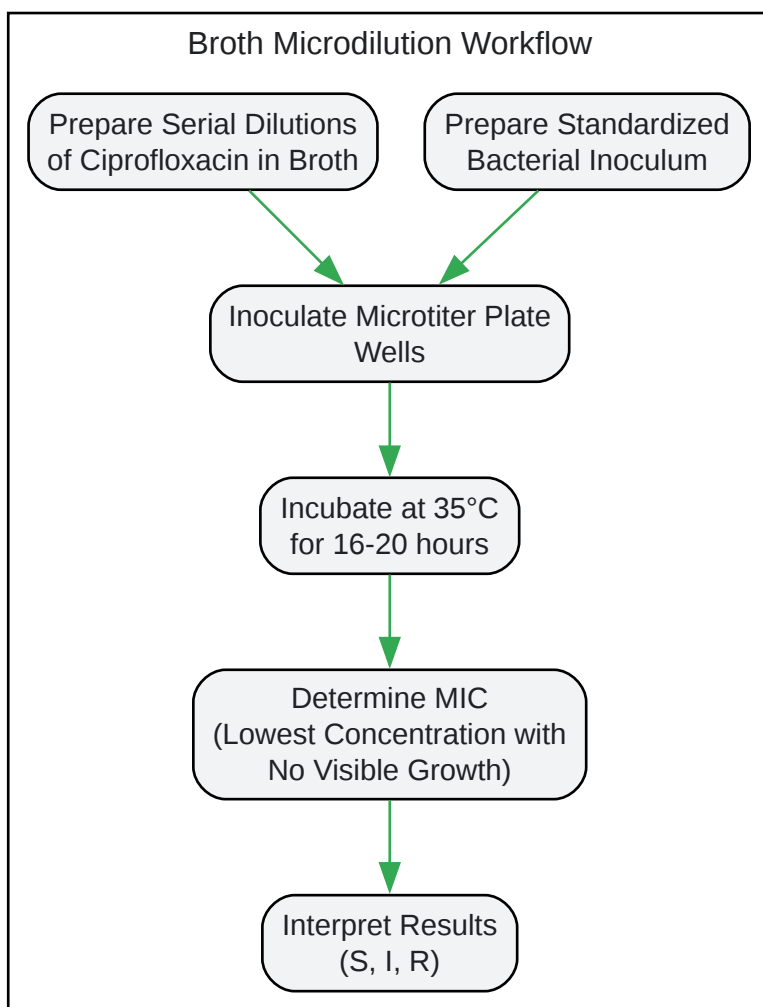 Broth Microdilution Workflow
Prepare Serial Dilutions
of Ciprofloxacin in Broth
Prepare Standardized
Bacterial Inoculum
Inoculate Microtiter Plate
Wells
Incubate at 35°C
for 16-20 hours
Determine MIC
(Lowest Concentration with
No Visible Growth)
Interpret Results
(S, I, R)